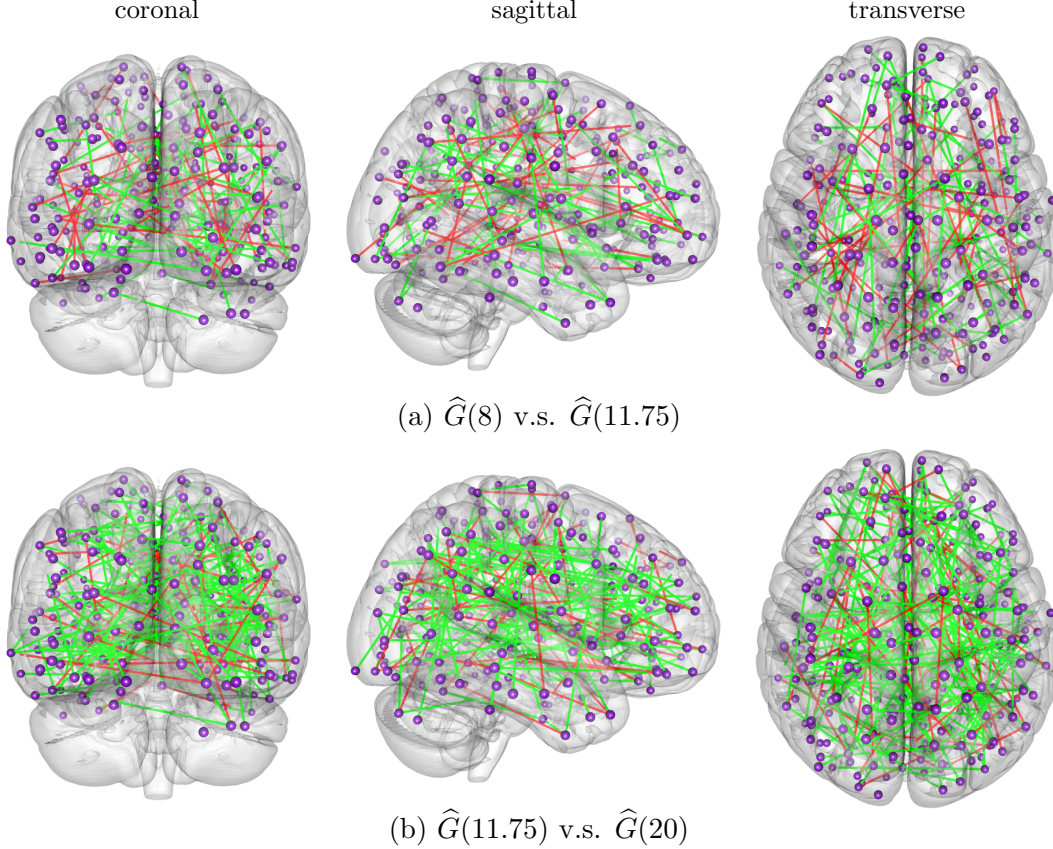 coronal sagittal transverse
(a) Ĝ(8) v.s. Ĝ(11.75)
(b) Ĝ(11.75) v.s. Ĝ(20)